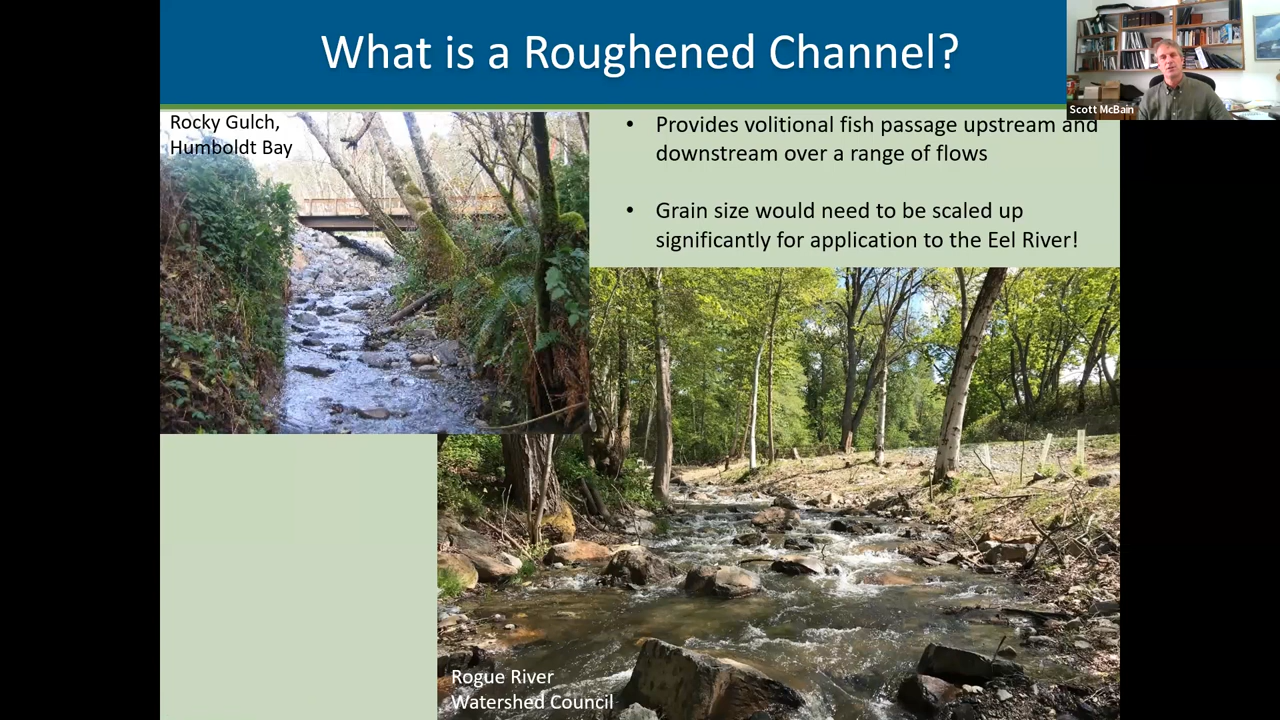 What is a Roughened Channel?
Scott McBain
Rocky Gulch,
Humboldt Bay
• Provides volitional fish passage upstream and
downstream over a range of flows
• Grain size would need to be scaled up
significantly for application to the Eel River!
Rogue River
Watershed Council